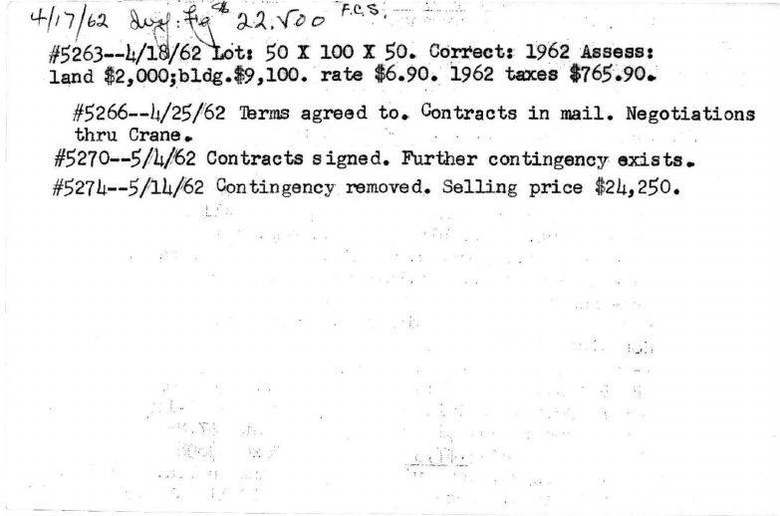 4/17/62 sug. fig 22.500 F.C.S.
#5263--4/18/62 Lot: 50 X 100 X 50. Correct: 1962 Assess:
land $2,000;bldg.$9,100. rate $6.90. 1962 taxes $765.90.
#5266--4/25/62 Terms agreed to. Contracts in mail. Negotiations
thru Crane.
#5270--5/4/62 Contracts signed. Further contingency exists.
#5274--5/14/62 Contingency removed. Selling price $24,250.